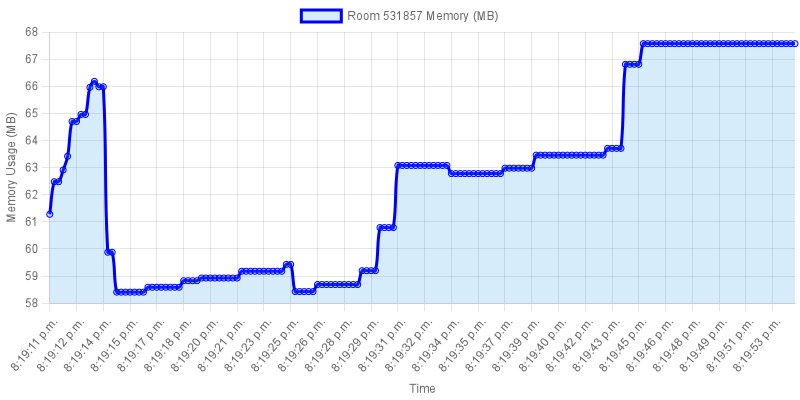 Room 531857 Memory (MB)
68
67
66
65
64
63
62
61
60
59
58
Memory Usage (MB)
8:19:11 p.m.
8:19:12 p.m.
8:19:14 p.m.
8:19:15 p.m.
8:19:17 p.m.
8:19:18 p.m.
8:19:20 p.m.
8:19:21 p.m.
8:19:23 p.m.
8:19:25 p.m.
8:19:26 p.m.
8:19:28 p.m.
8:19:29 p.m.
8:19:31 p.m.
8:19:32 p.m.
8:19:34 p.m.
8:19:35 p.m.
8:19:37 p.m.
8:19:39 p.m.
8:19:40 p.m.
8:19:42 p.m.
8:19:43 p.m.
8:19:45 p.m.
8:19:46 p.m.
8:19:48 p.m.
8:19:49 p.m.
8:19:51 p.m.
8:19:53 p.m.
Time